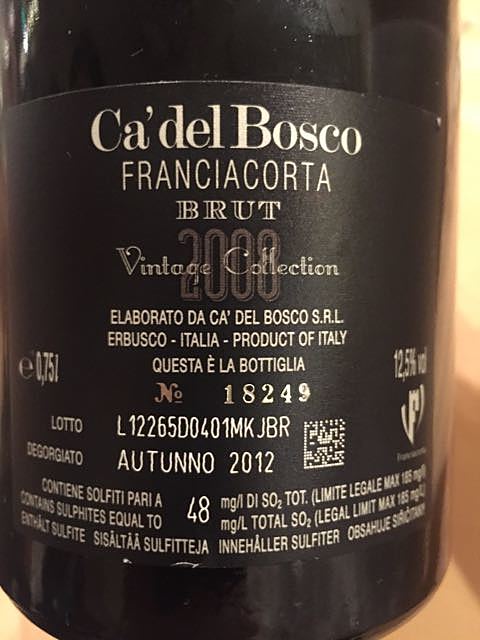 Ca'del Bosco
FRANCIACORTA
BRUT
Vintage Collection
ELABORATO DA CA' DEL BOSCO S.R.L.
ERBUSCO - ITALIA - PRODUCT OF ITALY
QUESTA È LA BOTTIGLIA
e 0,75l
12,5% vol
№ 18249
LOTTO L12265D0401MKJBR
DEGORGIATO AUTUNNO 2012
Franciacorta
CONTIENE SOLFITI PARI A
CONTAINS SULPHITES EQUAL TO
48
mg/l DI SO₂ TOT. (LIMITE LEGALE MAX 185 mg/l)
mg/L TOTAL SO₂ (LEGAL LIMIT MAX 185 mg/L)
ENTHÄLT SULFITE SISÄLTÄÄ SULFITTEJA INNEHÅLLER SULFITER OBSAHUJE SIŘIČITANY